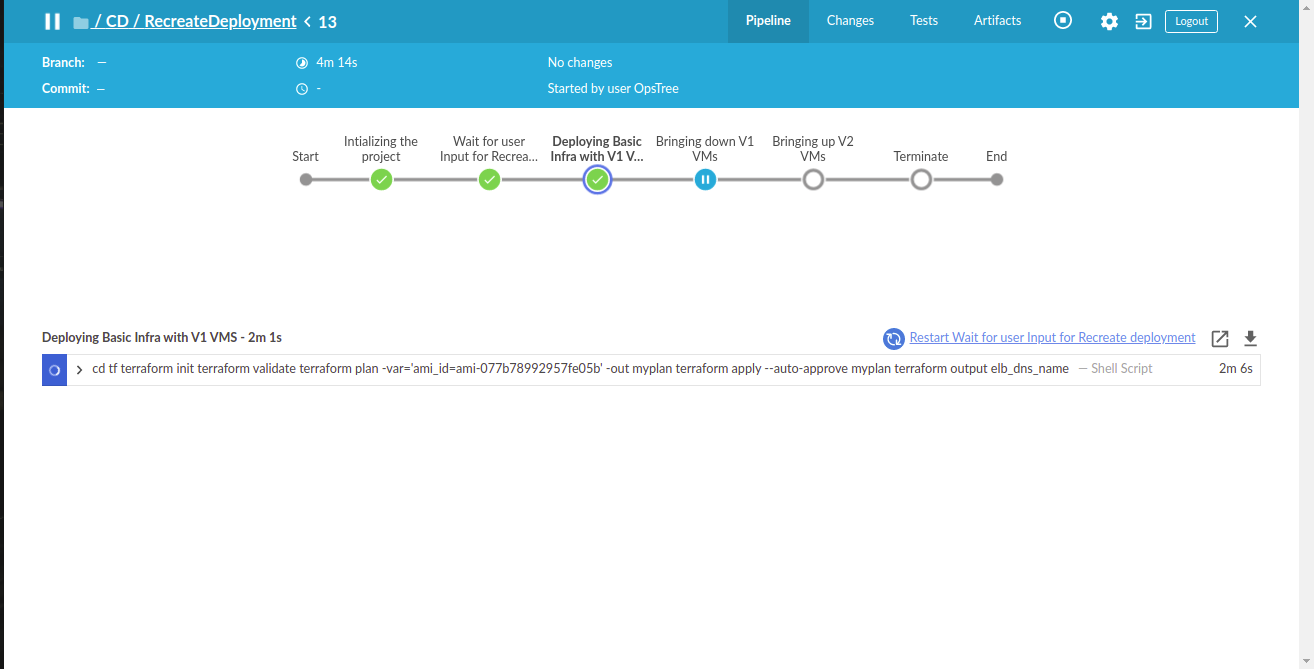 / CD / RecreateDeployment < 13
Pipeline
Changes
Tests
Artifacts
Logout
Branch: —
4m 14s
No changes
Commit: —
-
Started by user OpsTree
Start
Intializing the
project
Wait for user
Input for Recrea...
Deploying Basic
Infra with V1 V...
Bringing down V1
VMs
Bringing up V2
VMs
Terminate
End
Deploying Basic Infra with V1 VMS - 2m 1s
Restart Wait for user Input for Recreate deployment
cd tf terraform init terraform validate terraform plan -var='ami_id=ami-077b78992957fe05b' -out myplan terraform apply --auto-approve myplan terraform output elb_dns_name — Shell Script
2m 6s